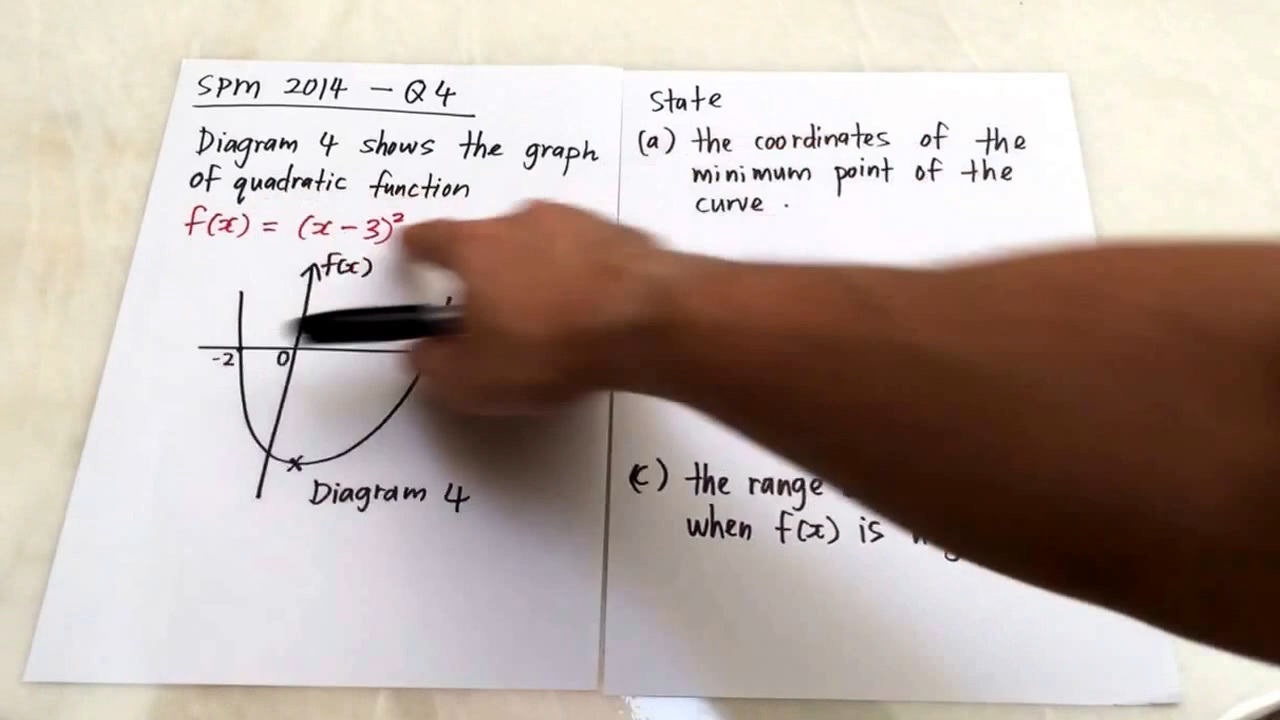 SPM 2014 - Q4
Diagram 4 shows the graph
of quadratic function
f(x) = (x-3)²
f(x)
-2
0
Diagram 4
State
(a) the coordinates of the
minimum point of the
curve.
(c) the range
when f(x) is